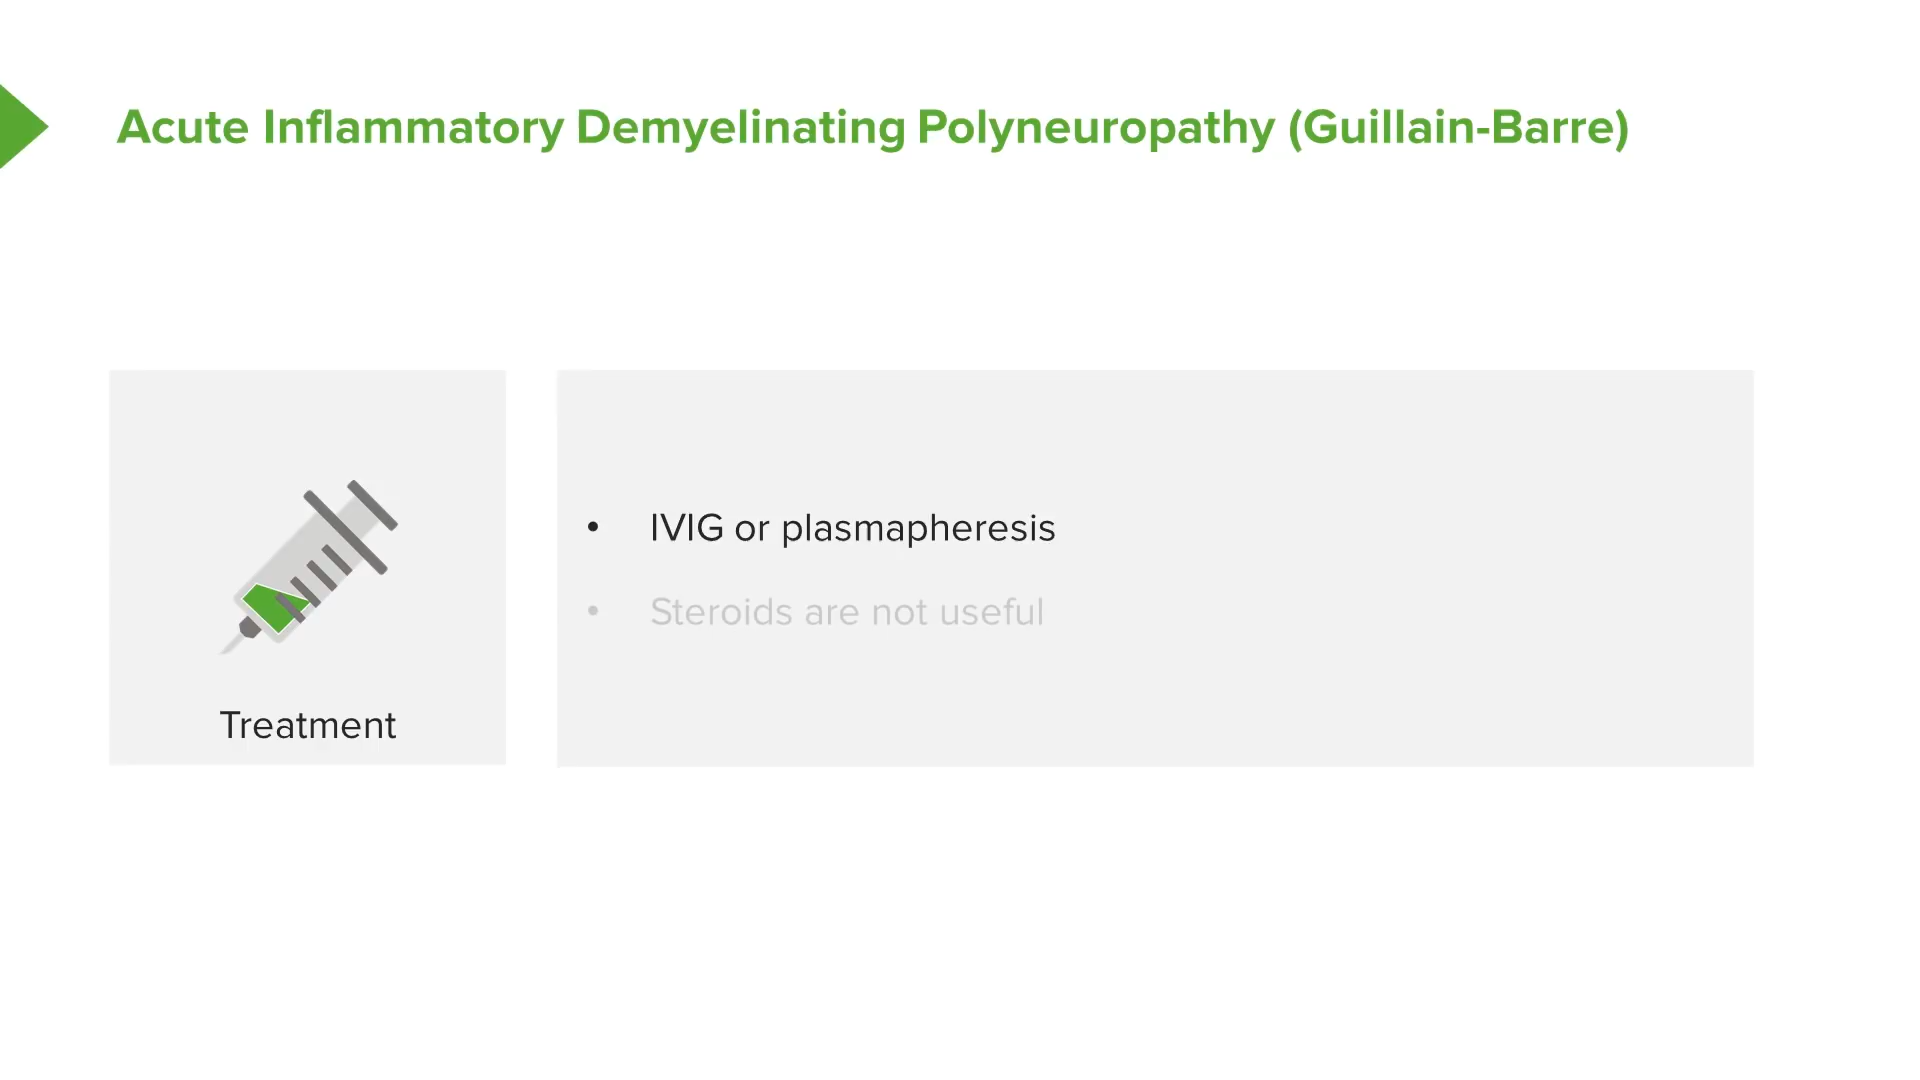 Acute Inflammatory Demyelinating Polyneuropathy (Guillain-Barre)
• IVIG or plasmapheresis
• Steroids are not useful
Treatment